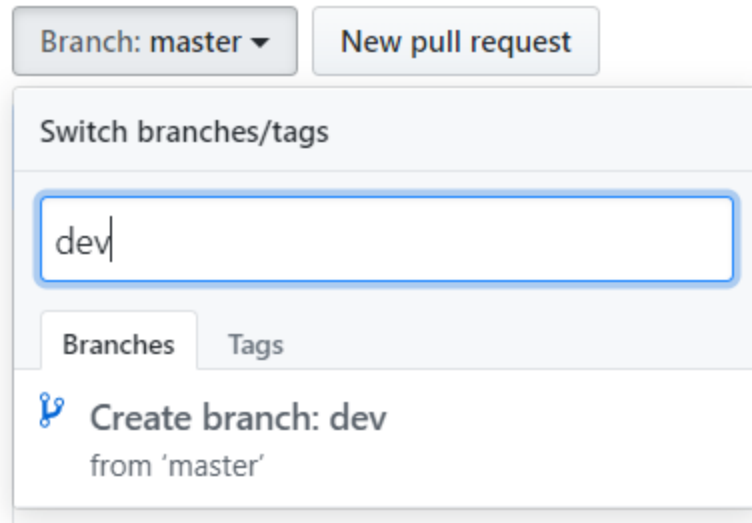 Branch: master
New pull request
Switch branches/tags
dev
Branches
Tags
Create branch: dev
from ‘master’